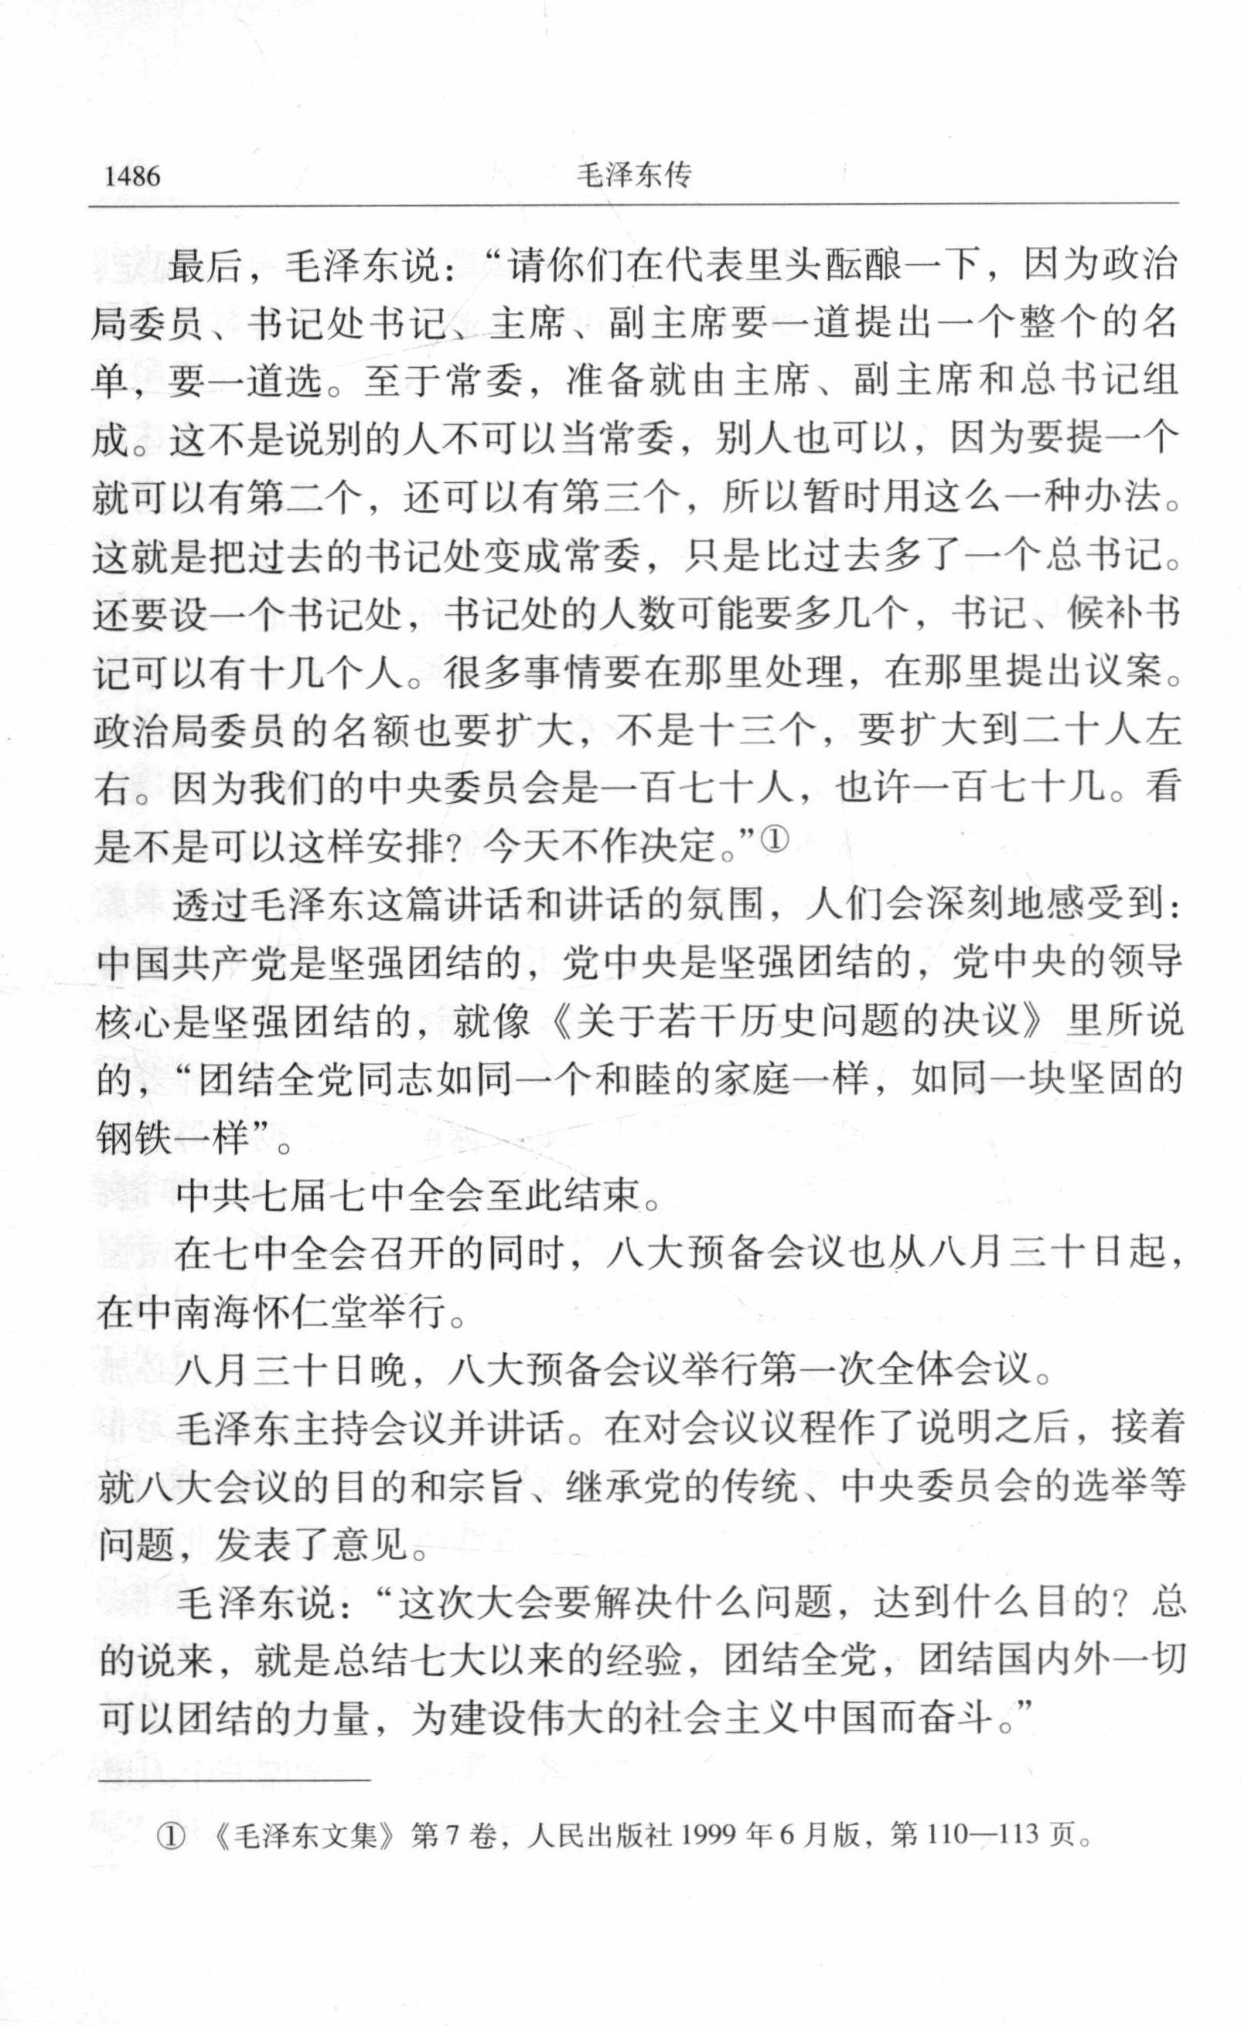 1486
毛泽东传
最后，毛泽东说：“请你们在代表里头酝酿一下，因为政治
局委员、书记处书记、主席、副主席要一道提出一个整个的名
单，要一道选。至于常委，准备就由主席、副主席和总书记组
成。这不是说别的人不可以当常委，别人也可以，因为要提一个
就可以有第二个，还可以有第三个，所以暂时用这么一种办法。
这就是把过去的书记处变成常委，只是比过去多了一个总书记。
还要设一个书记处，书记处的人数可能要多几个，书记、候补书
记可以有十几个人。很多事情要在那里处理，在那里提出议案。
政治局委员的名额也要扩大，不是十三个，要扩大到二十人左
右。因为我们的中央委员会是一百七十人，也许一百七十几。看
是不是可以这样安排？今天不作决定。”①
透过毛泽东这篇讲话和讲话的氛围，人们会深刻地感受到：
中国共产党是坚强团结的，党中央是坚强团结的，党中央的领导
核心是坚强团结的，就像《关于若干历史问题的决议》里所说
的，“团结全党同志如同一个和睦的家庭一样，如同一块坚固的
钢铁一样”。
中共七届七中全会至此结束。
在七中全会召开的同时，八大预备会议也从八月三十日起，
在中南海怀仁堂举行。
八月三十日晚，八大预备会议举行第一次全体会议。
毛泽东主持会议并讲话。在对会议议程作了说明之后，接着
就八大会议的目的和宗旨、继承党的传统、中央委员会的选举等
问题，发表了意见。
毛泽东说：“这次大会要解决什么问题，达到什么目的？总
的说来，就是总结七大以来的经验，团结全党，团结国内外一切
可以团结的力量，为建设伟大的社会主义中国而奋斗。”
① 《毛泽东文集》第7卷，人民出版社1999年6月版，第110—113页。